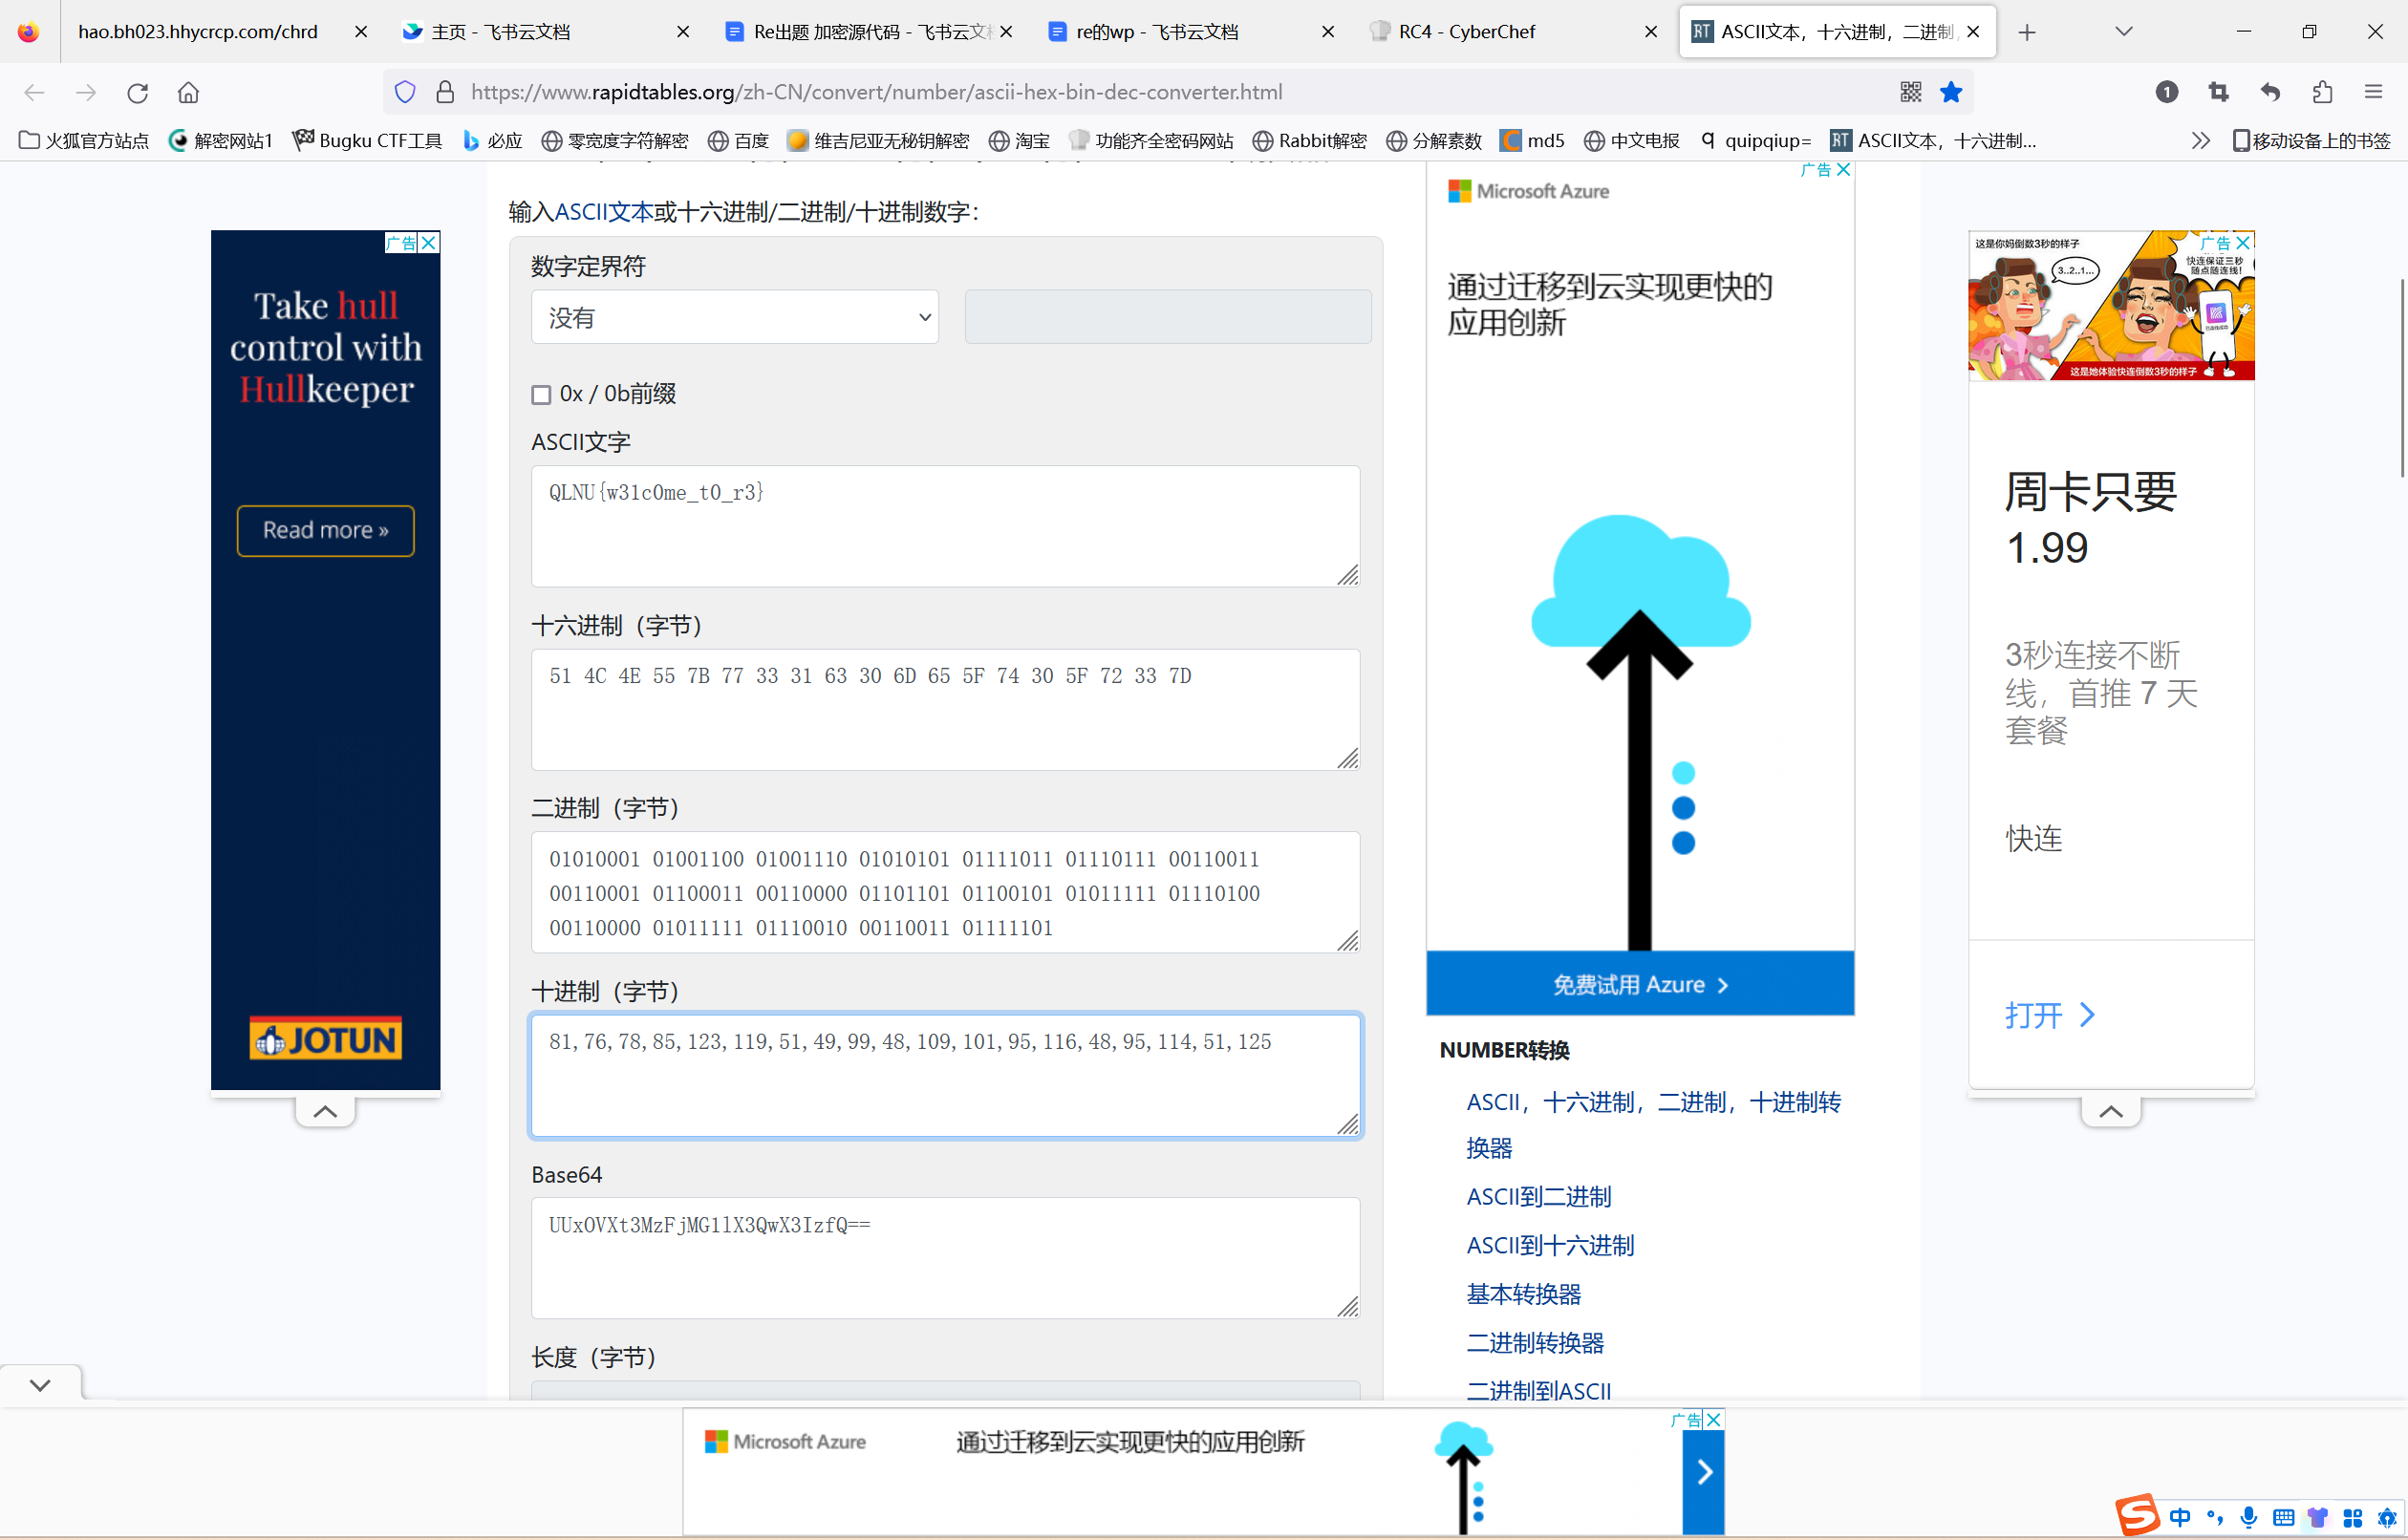 hao.bh023.hhycrcp.com/chrd
主页 - 飞书云文档
Re出题 加密源代码 - 飞书云文
re的wp - 飞书云文档
RC4 - CyberChef
RT ASCII文本，十六进制，二进制
https://www.rapidtables.org/zh-CN/convert/number/ascii-hex-bin-dec-converter.html
1
火狐官方站点
解密网站1
Bugku CTF工具
必应
零宽度字符解密
百度
维吉尼亚无秘钥解密
淘宝
功能齐全密码网站
Rabbit解密
分解素数
md5
中文电报
quipqiup=
RT ASCII文本，十六进制...
移动设备上的书签
广告
Take hull
control with
Hullkeeper
Read more »
JOTUN
输入ASCII文本或十六进制/二进制/十进制数字：
数字定界符
没有
0x / 0b前缀
ASCII文字
QLNU{w31c0me_t0_r3}
十六进制（字节）
51 4C 4E 55 7B 77 33 31 63 30 6D 65 5F 74 30 5F 72 33 7D
二进制（字节）
01010001 01001100 01001110 01010101 01111011 01110111 00110011
00110001 01100011 00110000 01101101 01100101 01011111 01110100
00110000 01011111 01110010 00110011 01111101
十进制（字节）
81,76,78,85,123,119,51,49,99,48,109,101,95,116,48,95,114,51,125
Base64
UUxOVXt3MzFjMG1lX3QwX3IzfQ==
长度（字节）
广告
Microsoft Azure
通过迁移到云实现更快的
应用创新
免费试用 Azure
NUMBER转换
ASCII，十六进制，二进制，十进制转
换器
ASCII到二进制
ASCII到十六进制
基本转换器
二进制转换器
二进制到ASCII
这是你妈倒数3秒的样子
广告
3..2..1...
快连保证三秒
随点随连线!
这是她体验快连倒数3秒的样子
周卡只要
1.99
3秒连接不断
线，首推 7 天
套餐
快连
打开
广告
Microsoft Azure
通过迁移到云实现更快的应用创新
中